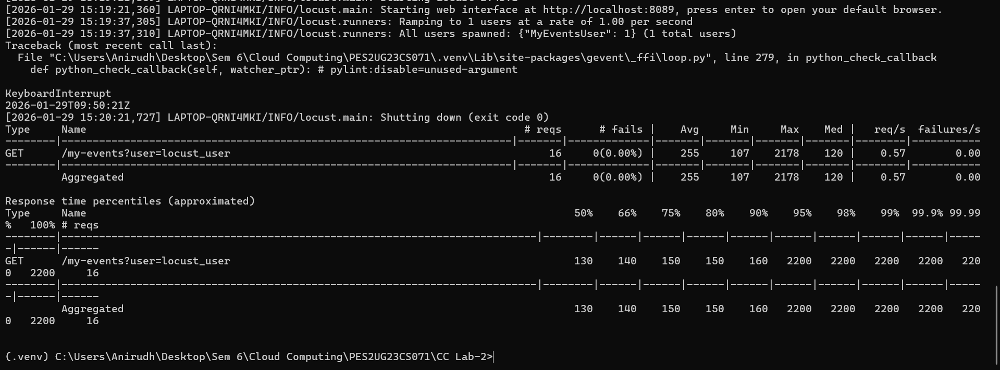 [2026-01-29 15:19:21,360] LAPTOP-QRNI4MKI/INFO/locust.main: Starting web interface at http://localhost:8089, press enter to open your default browser.
[2026-01-29 15:19:37,305] LAPTOP-QRNI4MKI/INFO/locust.runners: Ramping to 1 users at a rate of 1.00 per second
[2026-01-29 15:19:37,310] LAPTOP-QRNI4MKI/INFO/locust.runners: All users spawned: {"MyEventsUser": 1} (1 total users)
Traceback (most recent call last):
  File "C:\Users\Anirudh\Desktop\Sem 6\Cloud Computing\PES2UG23CS071\.venv\Lib\site-packages\gevent\_ffi\loop.py", line 279, in python_check_callback
    def python_check_callback(self, watcher_ptr): # pylint:disable=unused-argument
KeyboardInterrupt
2026-01-29T09:50:21Z
[2026-01-29 15:20:21,727] LAPTOP-QRNI4MKI/INFO/locust.main: Shutting down (exit code 0)
Type     Name                                                                      # reqs      # fails |    Avg     Min     Max    Med |   req/s  failures/s
--------|------------------------------------------------------------------------|-------|-------------|-------|-------|-------|-------|--------|-----------
GET      /my-events?user=locust_user                                                   16     0(0.00%) |    255     107    2178    120 |    0.57        0.00
--------|------------------------------------------------------------------------|-------|-------------|-------|-------|-------|-------|--------|-----------
         Aggregated                                                                    16     0(0.00%) |    255     107    2178    120 |    0.57        0.00
Response time percentiles (approximated)
Type     Name                                                                              50%    66%    75%    80%    90%    95%    98%    99%  99.9% 99.99
%   100% # reqs
--------|----------------------------------------------------------------------------|--------|------|------|------|------|------|------|------|------|-----
-|------|------
GET      /my-events?user=locust_user                                                       130    140    150    150    160   2200   2200   2200   2200   220
0   2200     16
--------|----------------------------------------------------------------------------|--------|------|------|------|------|------|------|------|------|-----
-|------|------
         Aggregated                                                                        130    140    150    150    160   2200   2200   2200   2200   220
0   2200     16
(.venv) C:\Users\Anirudh\Desktop\Sem 6\Cloud Computing\PES2UG23CS071\CC Lab-2>